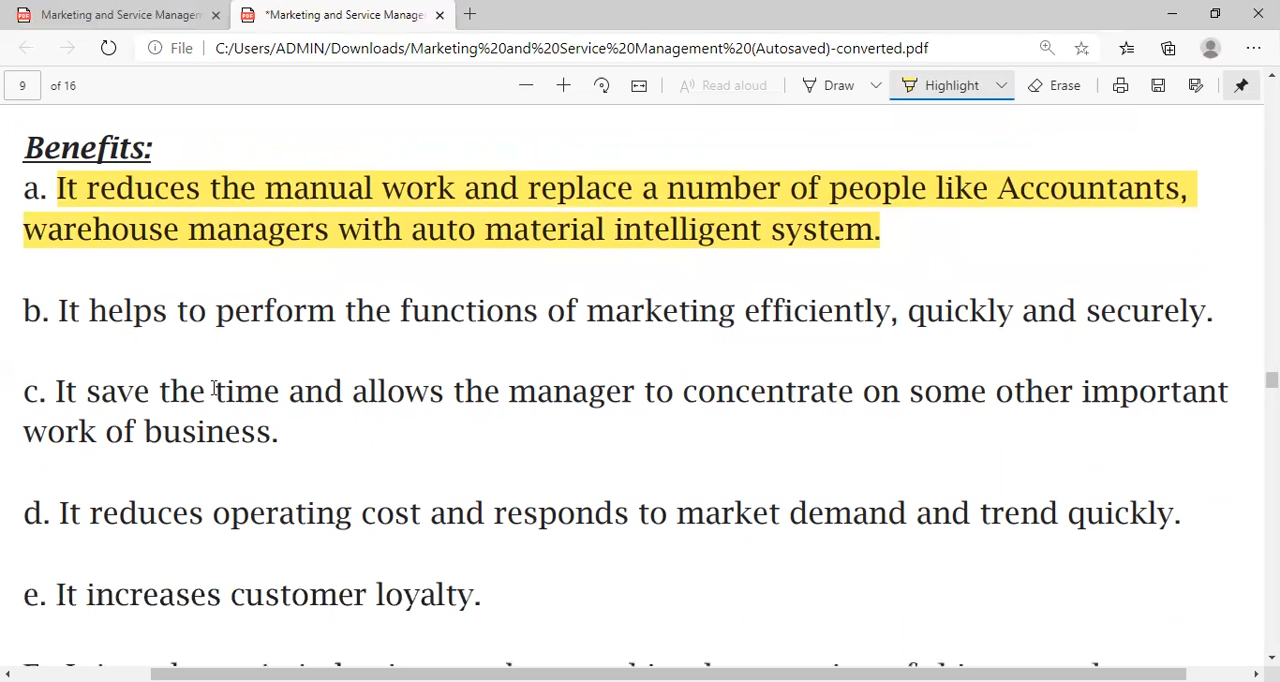 Marketing and Service Managem
*Marketing and Service Manage
File C:/Users/ADMIN/Downloads/Marketing%20and%20Service%20Management%20(Autosaved)-converted.pdf
9 of 16 Read aloud Draw Highlight Erase
Benefits:
a. It reduces the manual work and replace a number of people like Accountants,
warehouse managers with auto material intelligent system.
b. It helps to perform the functions of marketing efficiently, quickly and securely.
c. It save the time and allows the manager to concentrate on some other important
work of business.
d. It reduces operating cost and responds to market demand and trend quickly.
e. It increases customer loyalty.